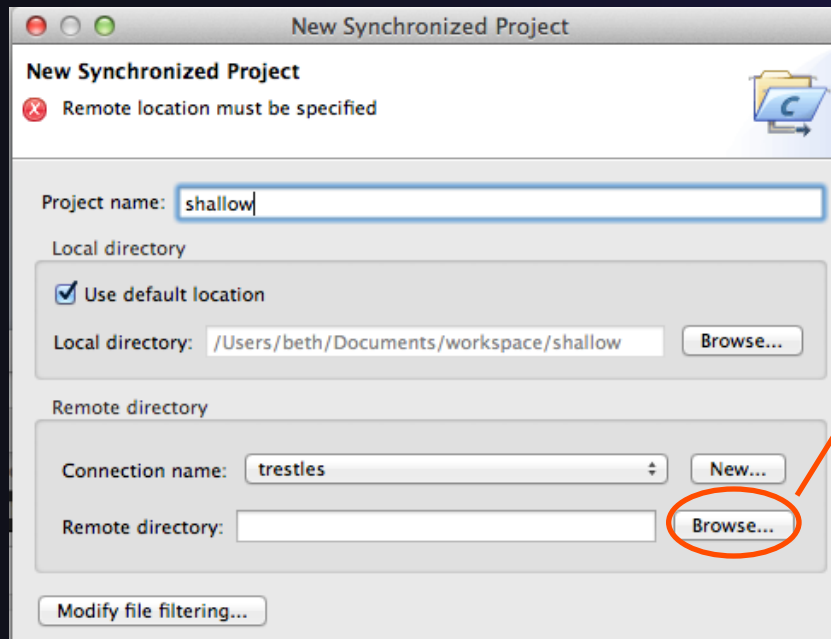 New Synchronized Project
New Synchronized Project
Remote location must be specified
C
Project name: shallow
Local directory
Use default location
Local directory: /Users/beth/Documents/workspace/shallow Browse...
Remote directory
Connection name: trestles New...
Remote directory: Browse...
Modify file filtering...